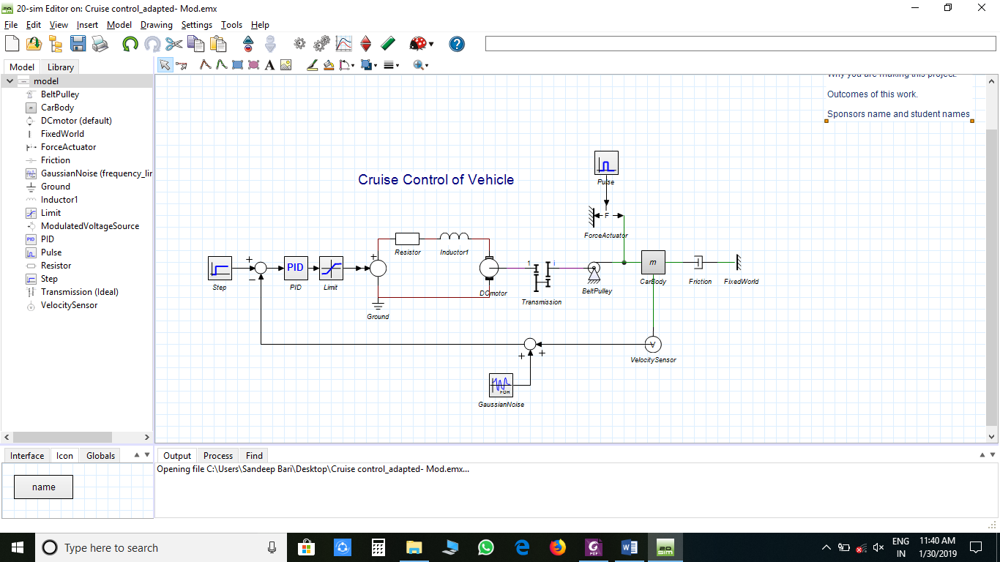 20-sim Editor on: Cruise control_adapted- Mod.emx
File Edit View Insert Model Drawing Settings Tools Help
Model Library
model
BeltPulley
CarBody
DCmotor (default)
FixedWorld
ForceActuator
Friction
GaussianNoise (frequency_lir
Ground
Inductor1
Limit
ModulatedVoltageSource
PID
PID
Pulse
Resistor
Step
Transmission (Ideal)
VelocitySensor
Why you are making this project.
Outcomes of this work.
Sponsors name and student names
Cruise Control of Vehicle
Pulse
F
ForceActuator
Resistor
Inductor1
Step
+
−
PID
PID
Limit
+
Ground
DCmotor
1 i
Transmission
BeltPulley
m
CarBody
Friction
FixedWorld
V
VelocitySensor
+ +
FOH
GaussianNoise
Interface Icon Globals
name
Output Process Find
Opening file C:\Users\Sandeep Bari\Desktop\Cruise control_adapted- Mod.emx...
Type here to search
PDF
20 sim
ENG
IN
11:40 AM
1/30/2019